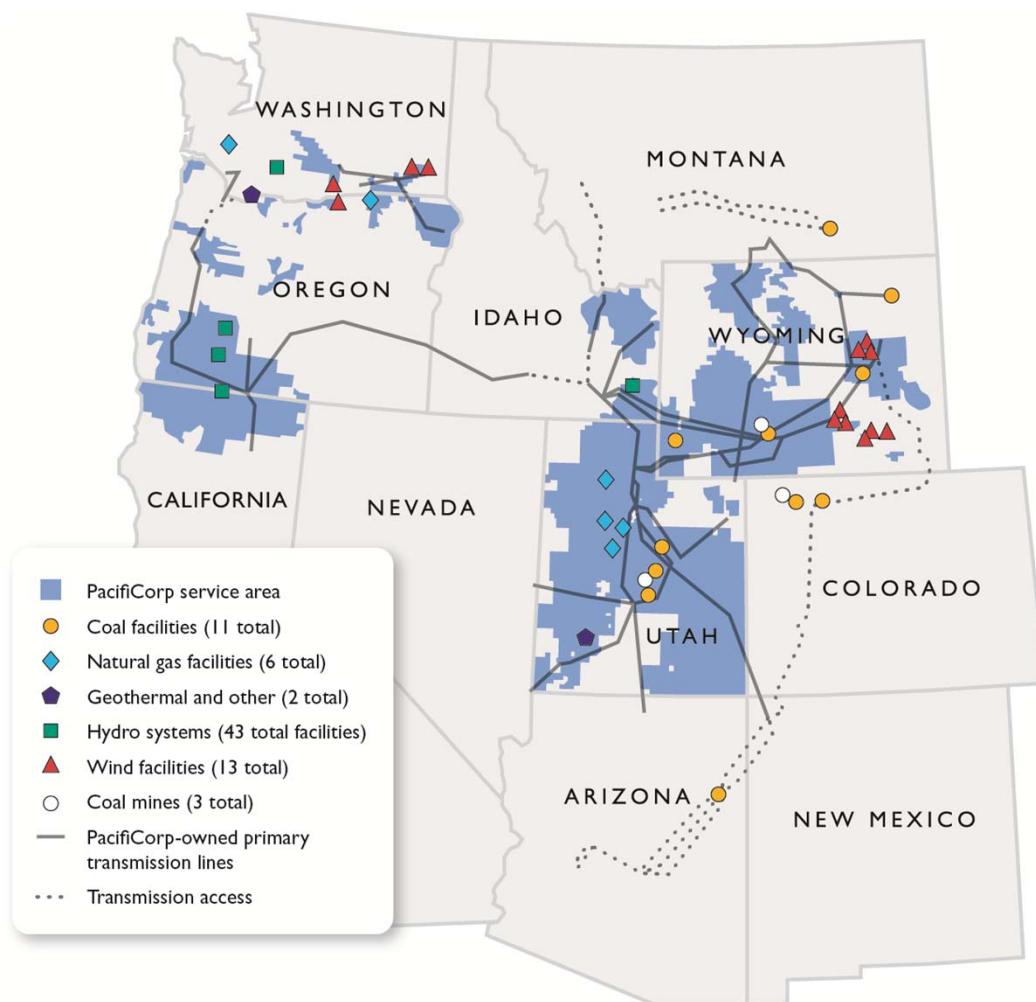 WASHINGTON
MONTANA
OREGON
IDAHO
WYOMING
CALIFORNIA
NEVADA
UTAH
COLORADO
ARIZONA
NEW MEXICO
PacifiCorp service area
Coal facilities (11 total)
Natural gas facilities (6 total)
Geothermal and other (2 total)
Hydro systems (43 total facilities)
Wind facilities (13 total)
Coal mines (3 total)
PacifiCorp-owned primary
transmission lines
Transmission access